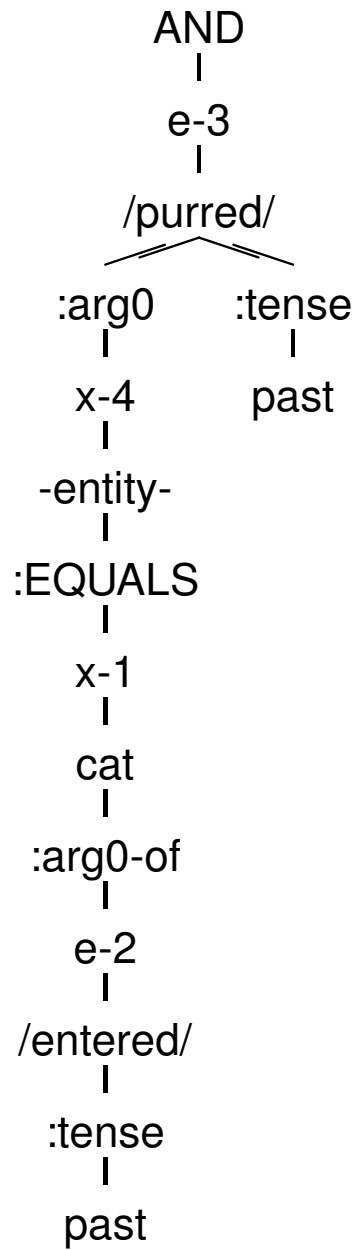 AND
e-3
/purred/
:arg0 :tense
x-4 past
-entity-
:EQUALS
x-1
cat
:arg0-of
e-2
/entered/
:tense
past